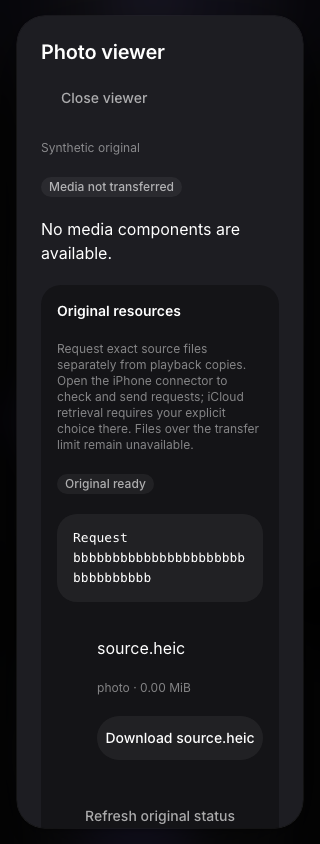 Photo viewer
Close viewer
Synthetic original
Media not transferred
No media components are
available.
Original resources
Request exact source files
separately from playback copies.
Open the iPhone connector to
check and send requests; iCloud
retrieval requires your explicit
choice there. Files over the transfer
limit remain unavailable.
Original ready
Request
bbbbbbbbbbbbbbbbbbbbbb
bbbbbbbbbb
source.heic
photo · 0.00 MiB
Download source.heic
Refresh original status